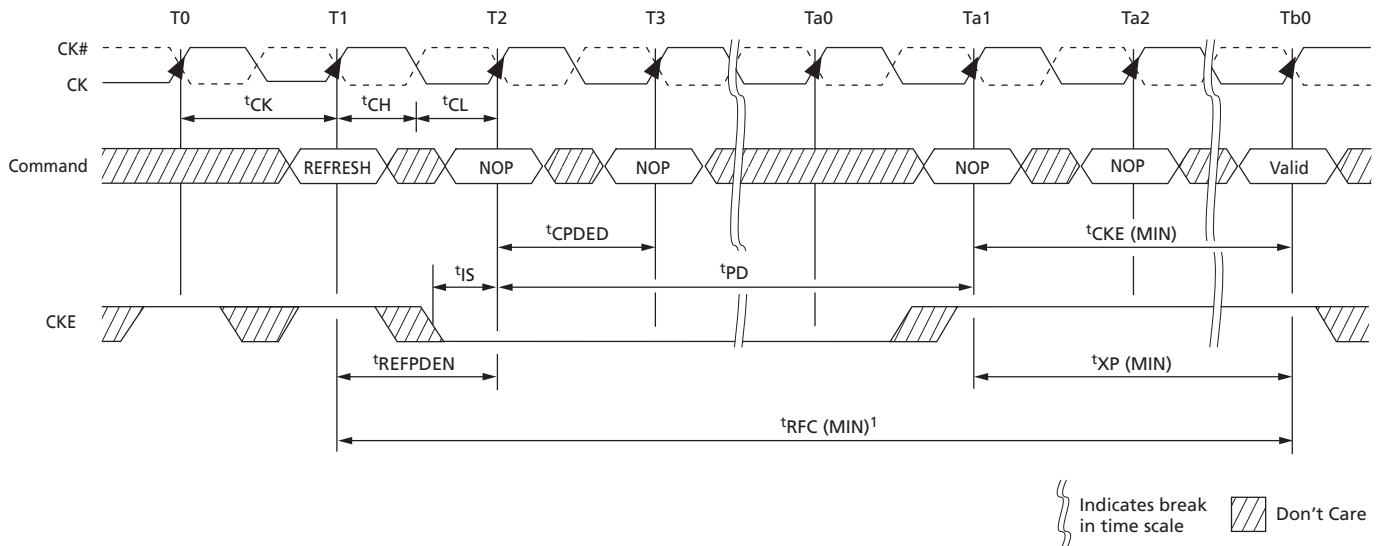 T0 T1 T2 T3 Ta0 Ta1 Ta2 Tb0
CK#
CK
tCK tCH tCL
Command REFRESH NOP NOP NOP NOP Valid
tCPDED tCKE (MIN)
tIS tPD
CKE
tREFPDEN tXP (MIN)
tRFC (MIN)1
Indicates break
in time scale
Don't Care